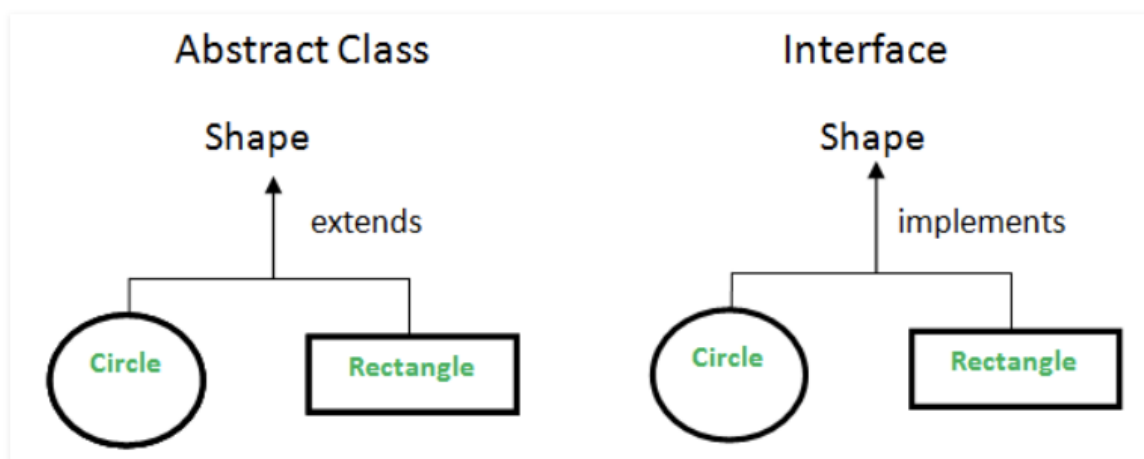 Abstract Class
Shape
extends
Circle
Rectangle
Interface
Shape
implements
Circle
Rectangle